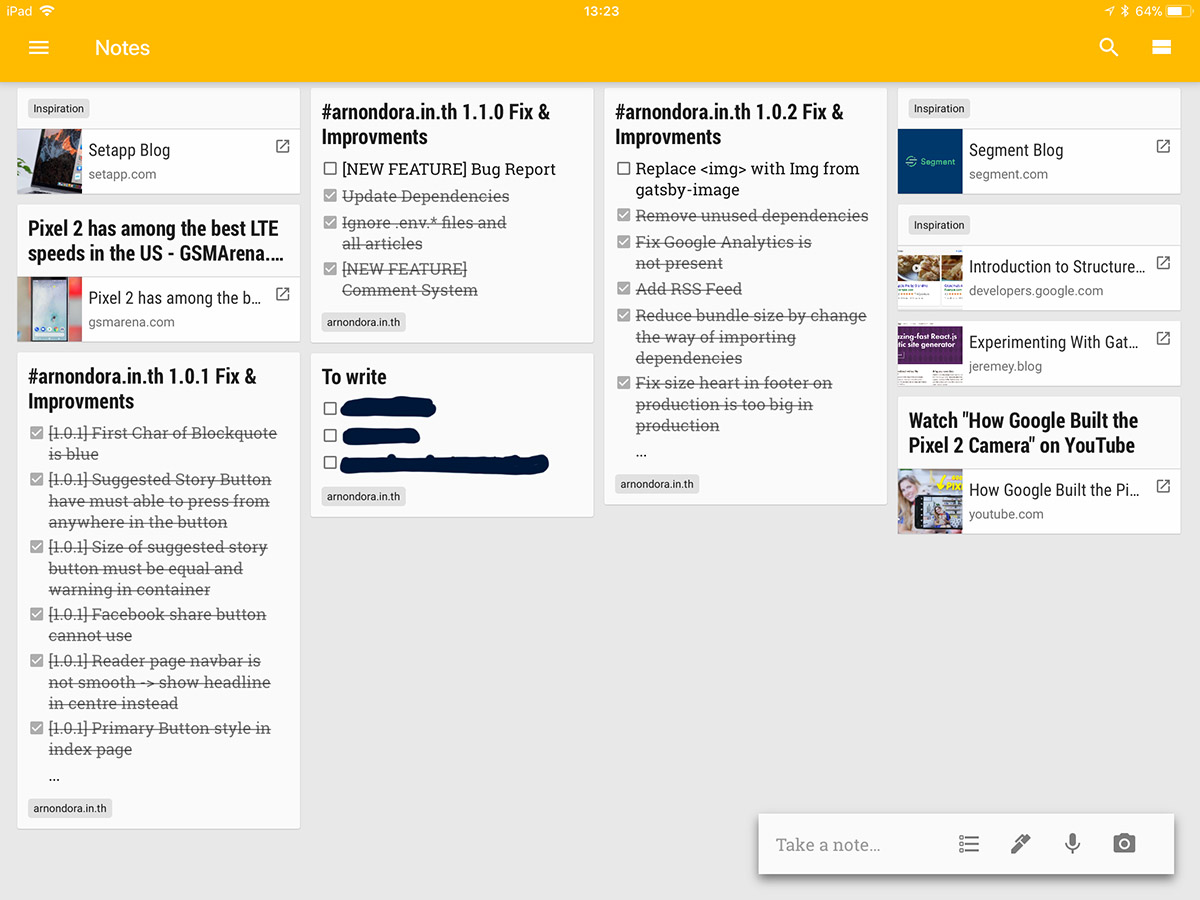 iPad
13:23
64%
Notes
Inspiration
Setapp Blog
setapp.com
Pixel 2 has among the best LTE
speeds in the US - GSMArena....
Pixel 2 has among the b...
gsmarena.com
#arnondora.in.th 1.0.1 Fix &
Improvments
[1.0.1] First Char of Blockquote
is blue
[1.0.1] Suggested Story Button
have must able to press from
anywhere in the button
[1.0.1] Size of suggested story
button must be equal and
warning in container
[1.0.1] Facebook share button
cannot use
[1.0.1] Reader page navbar is
not smooth -> show headline
in centre instead
[1.0.1] Primary Button style in
index page
...
arnondora.in.th
#arnondora.in.th 1.1.0 Fix &
Improvments
[NEW FEATURE] Bug Report
Update Dependencies
Ignore .env.* files and
all articles
[NEW FEATURE]
Comment System
arnondora.in.th
To write
arnondora.in.th
#arnondora.in.th 1.0.2 Fix &
Improvments
Replace <img> with Img from
gatsby-image
Remove unused dependencies
Fix Google Analytics is
not present
Add RSS Feed
Reduce bundle size by change
the way of importing
dependencies
Fix size heart in footer on
production is too big in
production
...
arnondora.in.th
Inspiration
Segment
Segment Blog
segment.com
Inspiration
Introduction to Structure...
developers.google.com
azing-fast React.js
tic site generator
Experimenting With Gat...
jeremey.blog
Watch "How Google Built the
Pixel 2 Camera" on YouTube
How Google Built the Pi...
youtube.com
Take a note...